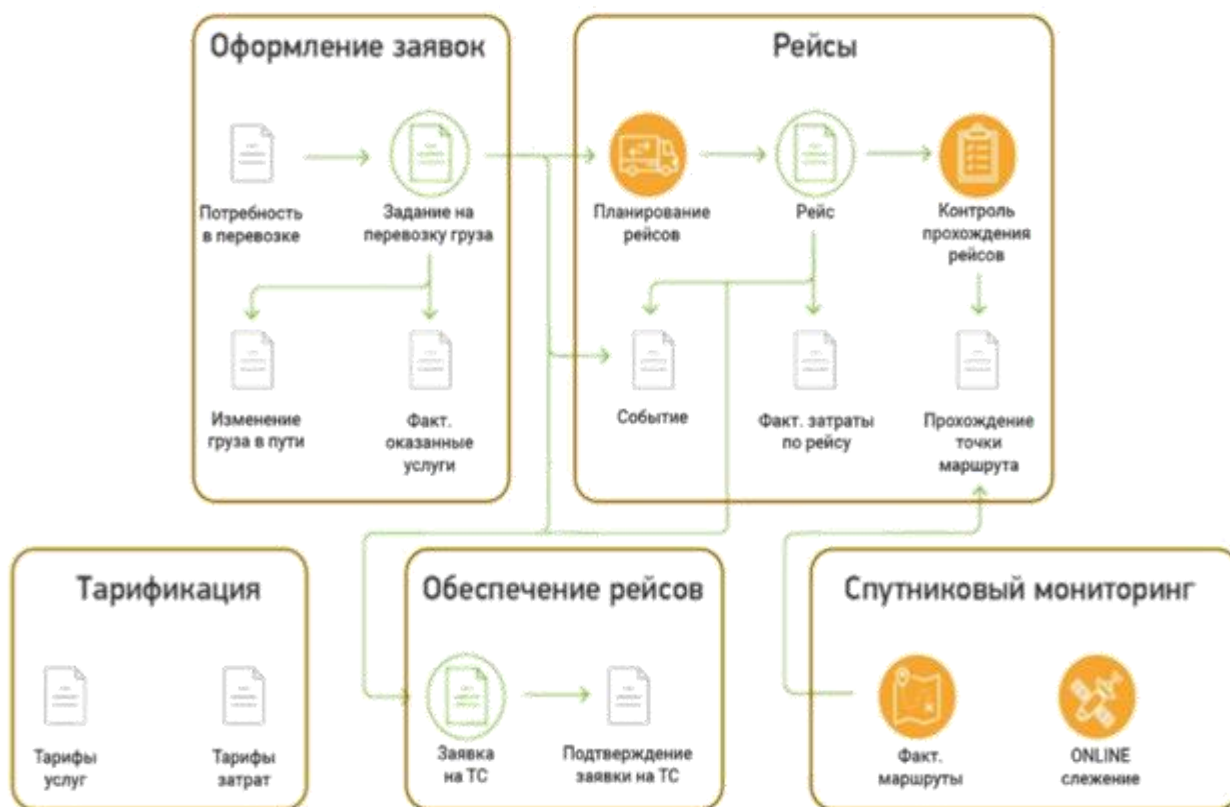 Оформление заявок
Потребность
в перевозке
Задание на
перевозку груза
Изменение
груза в пути
Факт.
оказанные
услуги
Рейсы
Планирование
рейсов
Рейс
Контроль
прохождения
рейсов
Событие
Факт. затраты
по рейсу
Прохождение
точки
маршрута
Тарификация
Тарифы
услуг
Тарифы
затрат
Обеспечение рейсов
Заявка
на ТС
Подтверждение
заявки на ТС
Спутниковый мониторинг
Факт.
маршруты
ONLINE
слежение